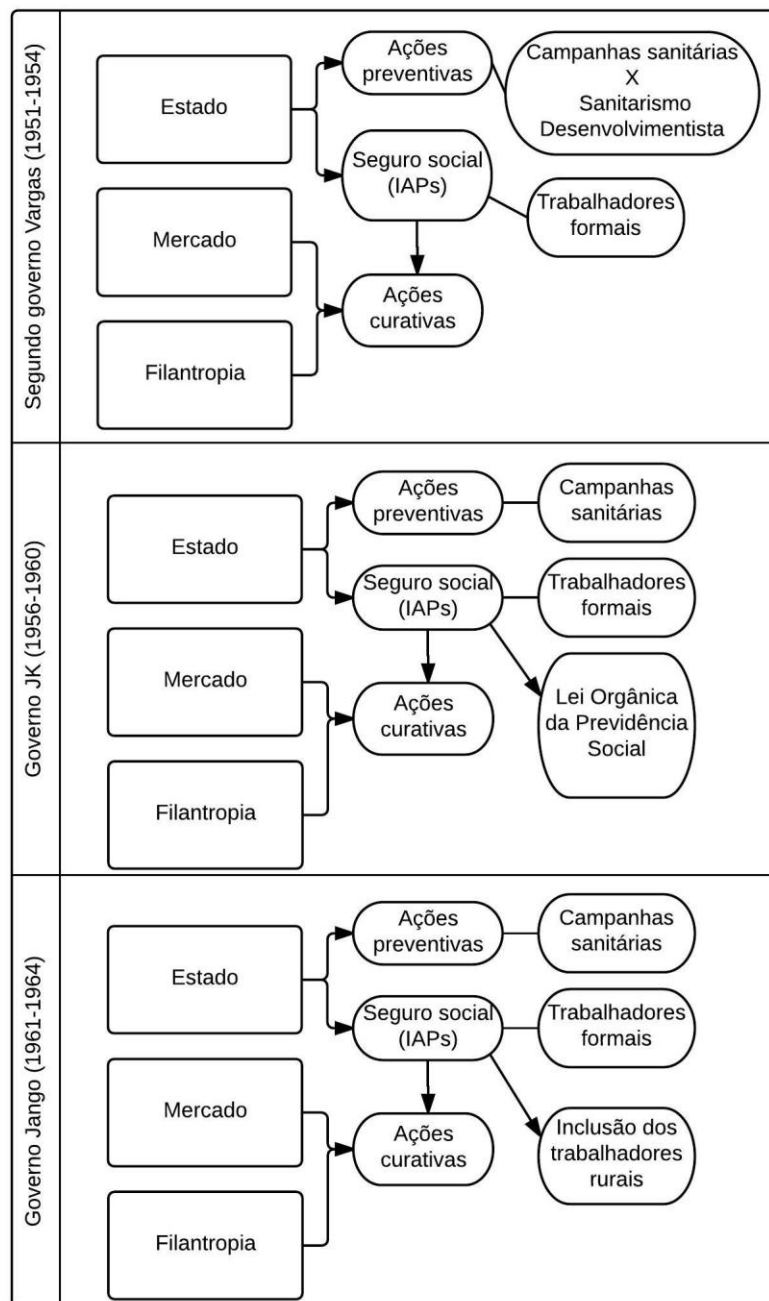 Segundo governo Vargas (1951-1954)
Estado
Ações
preventivas
Campanhas sanitárias
X
Sanitarismo
Desenvolvimentista
Seguro social
(IAPs)
Trabalhadores
formais
Mercado
Ações
curativas
Filantropia
Governo JK (1956-1960)
Estado
Ações
preventivas
Campanhas
sanitárias
Seguro social
(IAPs)
Trabalhadores
formais
Mercado
Ações
curativas
Lei Orgânica
da Previdência
Social
Filantropia
Governo Jango (1961-1964)
Estado
Ações
preventivas
Campanhas
sanitárias
Seguro social
(IAPs)
Trabalhadores
formais
Mercado
Ações
curativas
Inclusão dos
trabalhadores
rurais
Filantropia